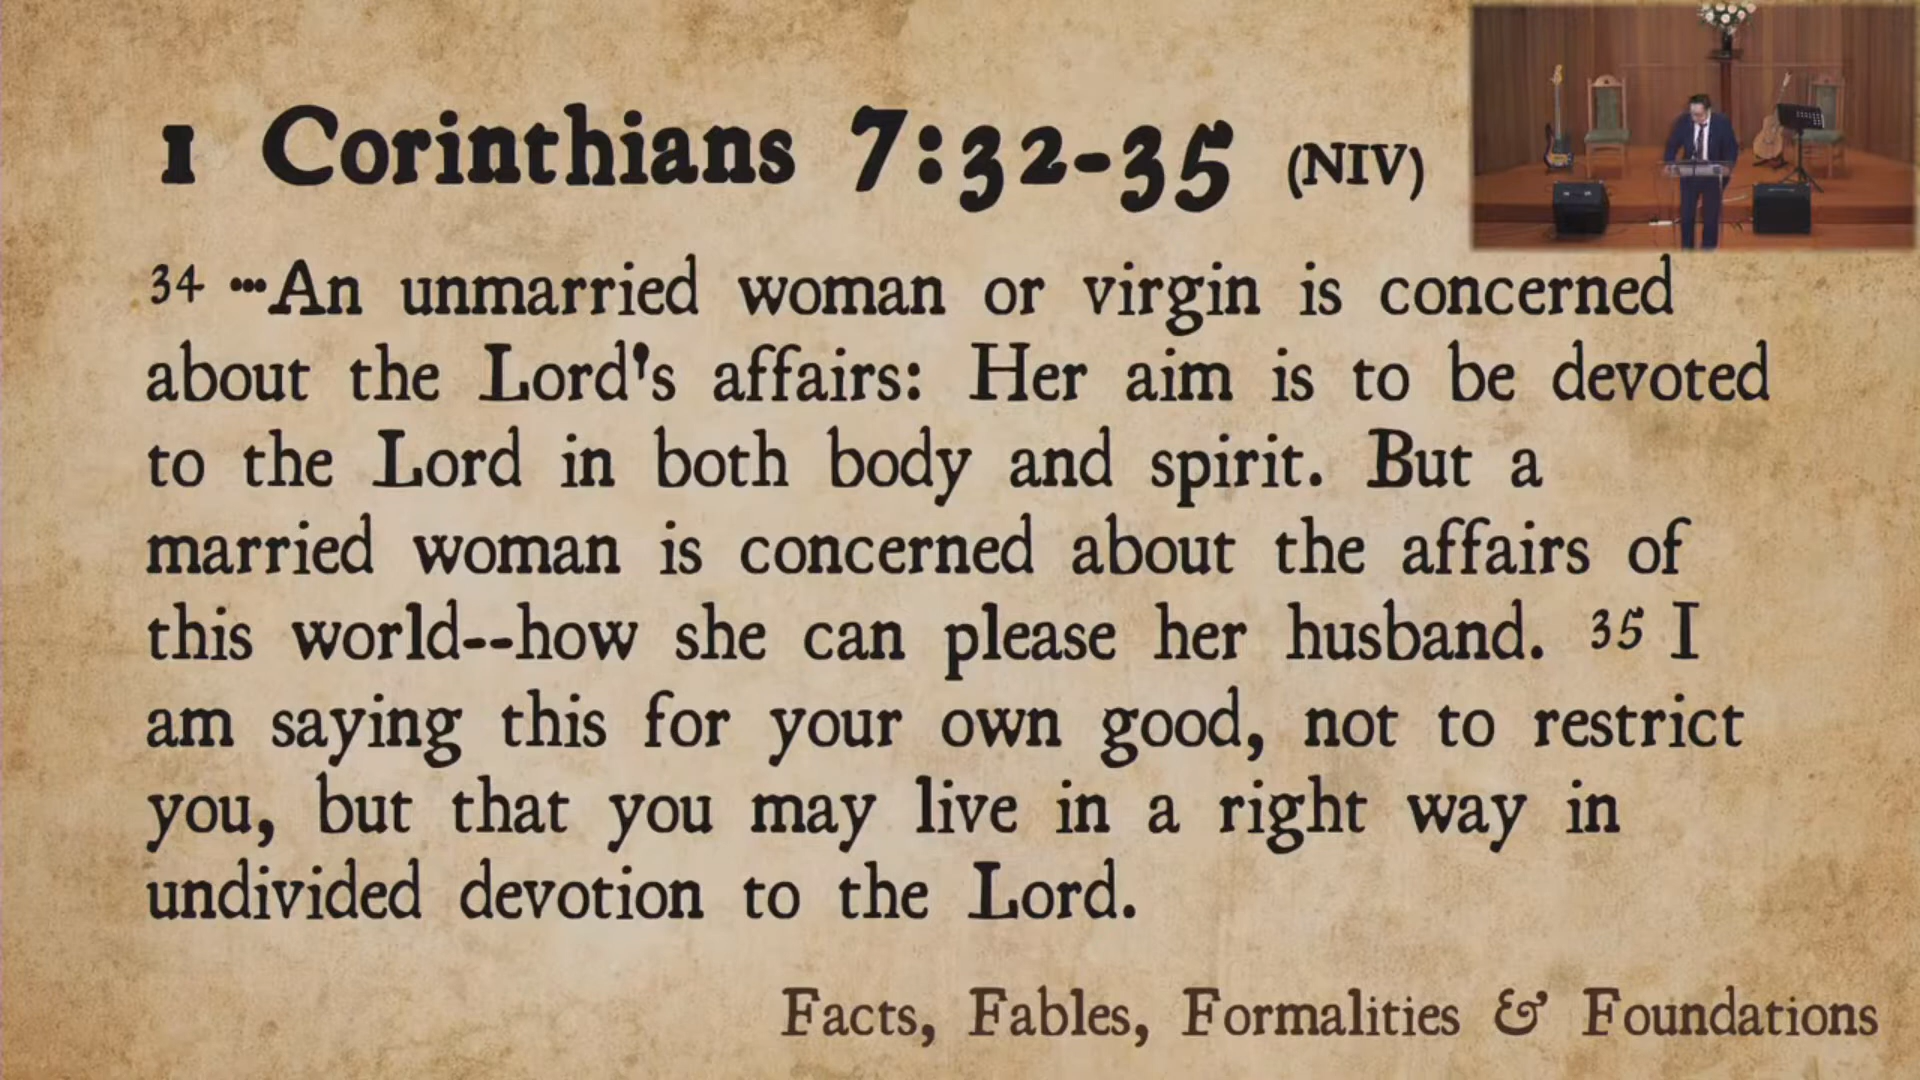 1 Corinthians 7:32-35 (NIV)
34 ...An unmarried woman or virgin is concerned
about the Lord's affairs: Her aim is to be devoted
to the Lord in both body and spirit. But a
married woman is concerned about the affairs of
this world--how she can please her husband. 35 I
am saying this for your own good, not to restrict
you, but that you may live in a right way in
undivided devotion to the Lord.
Facts, Fables, Formalities & Foundations